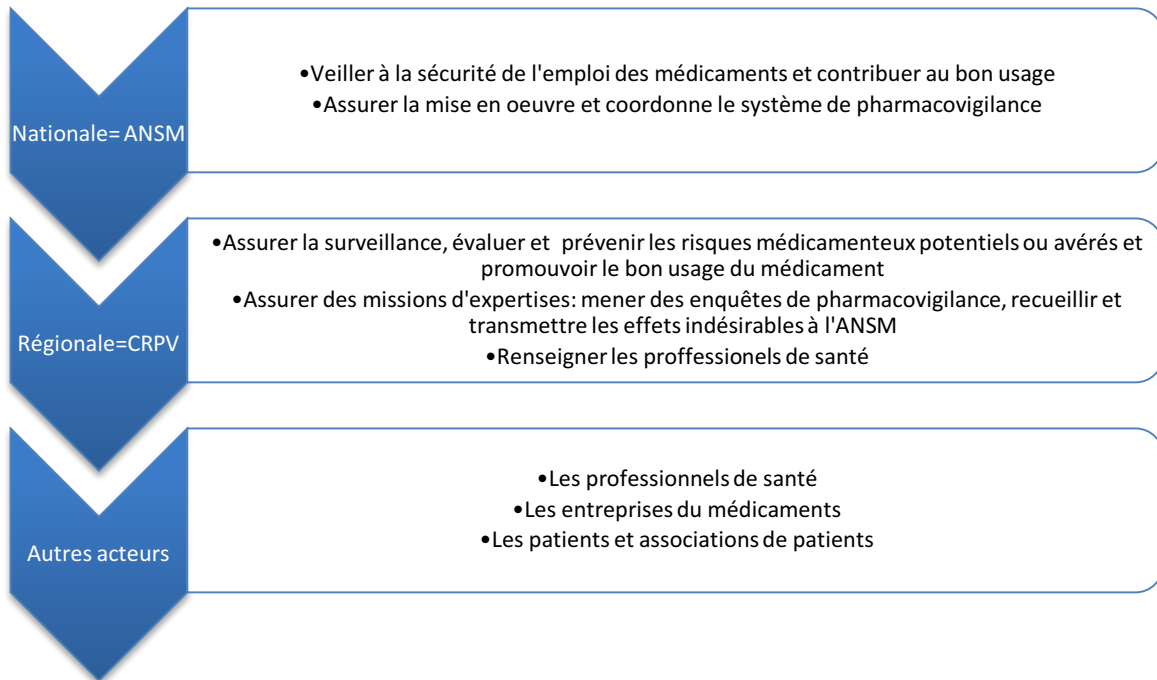 Nationale= ANSM
•Veiller à la sécurité de l'emploi des médicaments et contribuer au bon usage
•Assurer la mise en oeuvre et coordonne le système de pharmacovigilance
Régionale=CRPV
•Assurer la surveillance, évaluer et prévenir les risques médicamenteux potentiels ou avérés et
promouvoir le bon usage du médicament
•Assurer des missions d'expertises: mener des enquêtes de pharmacovigilance, recueillir et
transmettre les effets indésirables à l'ANSM
•Renseigner les proffessionels de santé
Autres acteurs
•Les professionnels de santé
•Les entreprises du médicaments
•Les patients et associations de patients